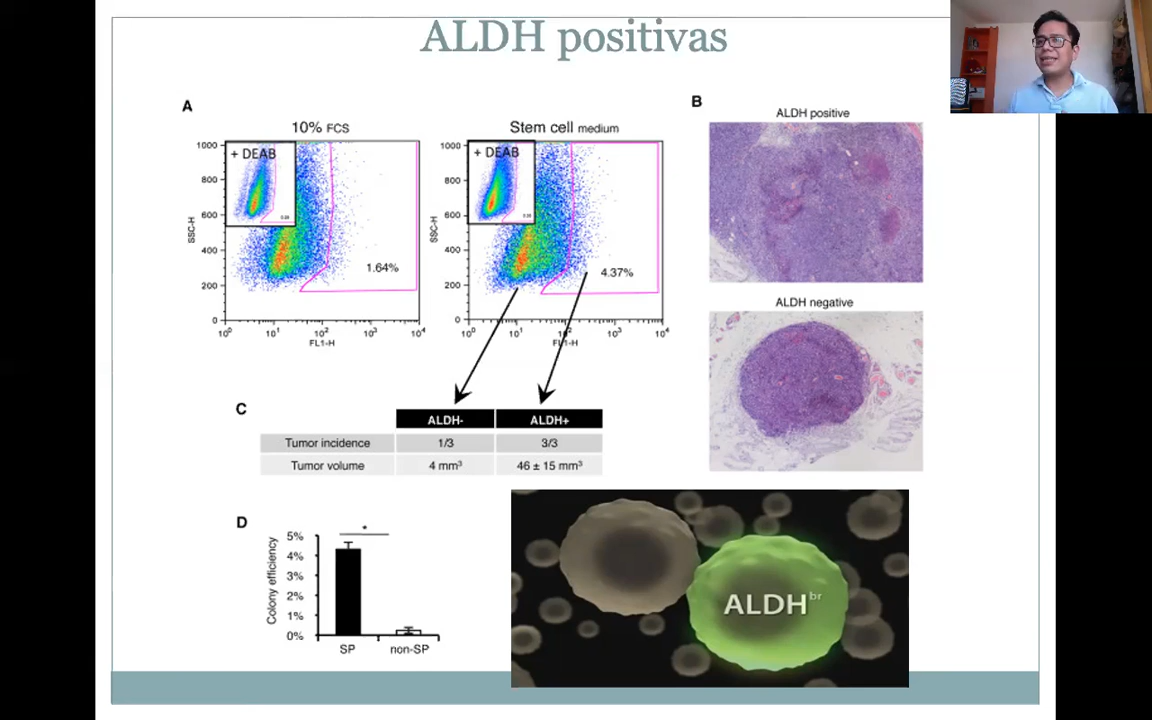 ALDH positivas
A
10% FCS
+ DEAB
1000
800
600
400
200
0
SSC-H
1.64%
10⁰ 10¹ 10² 10³ 10⁴
FL1-H
Stem cell medium
+ DEAB
1000
800
600
400
200
0
SSC-H
4.37%
10⁰ 10¹ 10² 10³ 10⁴
FL1-H
B
ALDH positive
ALDH negative
C
ALDH- ALDH+
Tumor incidence 1/3 3/3
Tumor volume 4 mm³ 46 ± 15 mm³
D
Colony efficiency
5%
4%
3%
2%
1%
0%
*
SP non-SP
ALDHbr